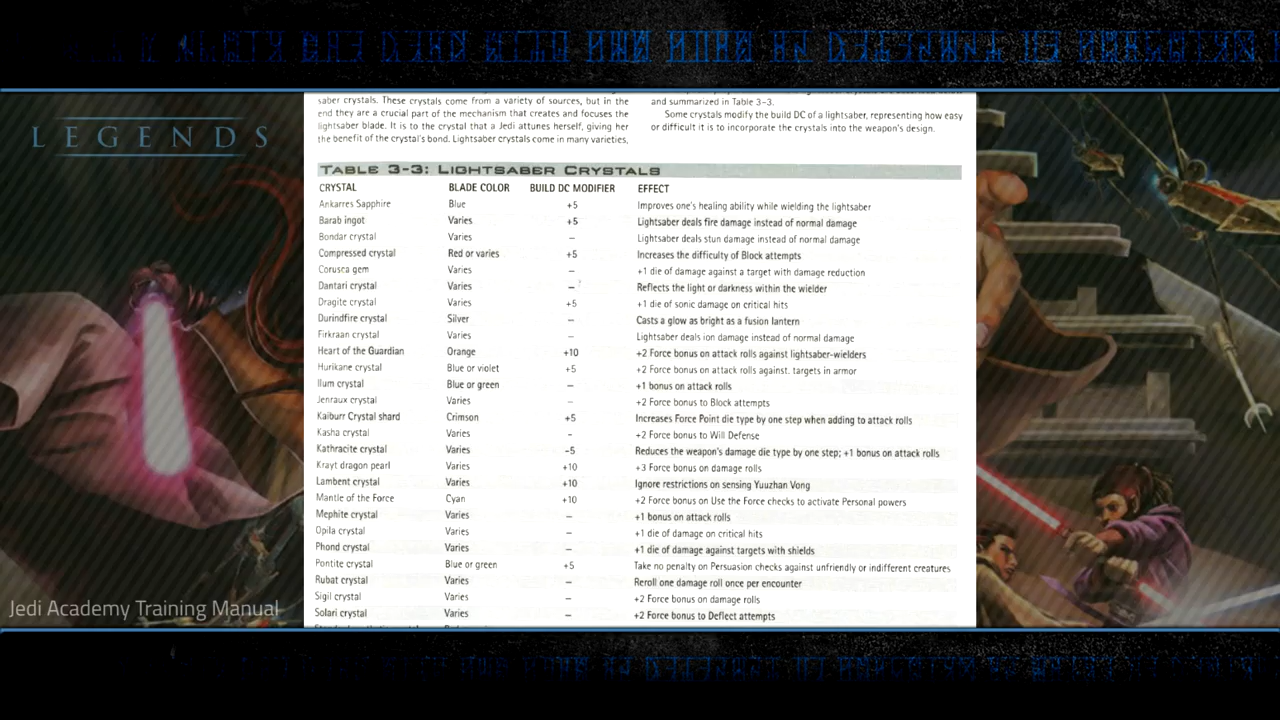 LEGENDS
saber crystals. These crystals come from a variety of sources, but in the
end they are a crucial part of the mechanism that creates and focuses the
lightsaber blade. It is to the crystal that a Jedi attunes herself, giving her
the benefit of the crystal's bond. Lightsaber crystals come in many varieties,
and summarized in Table 3-3.
Some crystals modify the build DC of a lightsaber, representing how easy
or difficult it is to incorporate the crystals into the weapon's design.
TABLE 3-3: LIGHTSABER CRYSTALS
CRYSTAL BLADE COLOR BUILD DC MODIFIER EFFECT
Ankarres Sapphire Blue +5 Improves one's healing ability while wielding the lightsaber
Barab ingot Varies +5 Lightsaber deals fire damage instead of normal damage
Bondar crystal Varies – Lightsaber deals stun damage instead of normal damage
Compressed crystal Red or varies +5 Increases the difficulty of Block attempts
Corusca gem Varies – +1 die of damage against a target with damage reduction
Dantari crystal Varies – Reflects the light or darkness within the wielder
Dragite crystal Varies +5 +1 die of sonic damage on critical hits
Durindfire crystal Silver – Casts a glow as bright as a fusion lantern
Firkraan crystal Varies – Lightsaber deals ion damage instead of normal damage
Heart of the Guardian Orange +10 +2 Force bonus on attack rolls against lightsaber-wielders
Hurikane crystal Blue or violet +5 +2 Force bonus on attack rolls against. targets in armor
Ilum crystal Blue or green – +1 bonus on attack rolls
Jenraux crystal Varies – +2 Force bonus to Block attempts
Kaiburr Crystal shard Crimson +5 Increases Force Point die type by one step when adding to attack rolls
Kasha crystal Varies – +2 Force bonus to Will Defense
Kathracite crystal Varies –5 Reduces the weapon's damage die type by one step; +1 bonus on attack rolls
Krayt dragon pearl Varies +10 +3 Force bonus on damage rolls
Lambent crystal Varies +10 Ignore restrictions on sensing Yuuzhan Vong
Mantle of the Force Cyan +10 +2 Force bonus on Use the Force checks to activate Personal powers
Mephite crystal Varies – +1 bonus on attack rolls
Opila crystal Varies – +1 die of damage on critical hits
Phond crystal Varies – +1 die of damage against targets with shields
Pontite crystal Blue or green +5 Take no penalty on Persuasion checks against unfriendly or indifferent creatures
Rubat crystal Varies – Reroll one damage roll once per encounter
Sigil crystal Varies – +2 Force bonus on damage rolls
Solari crystal Varies – +2 Force bonus to Deflect attempts
Jedi Academy Training Manual